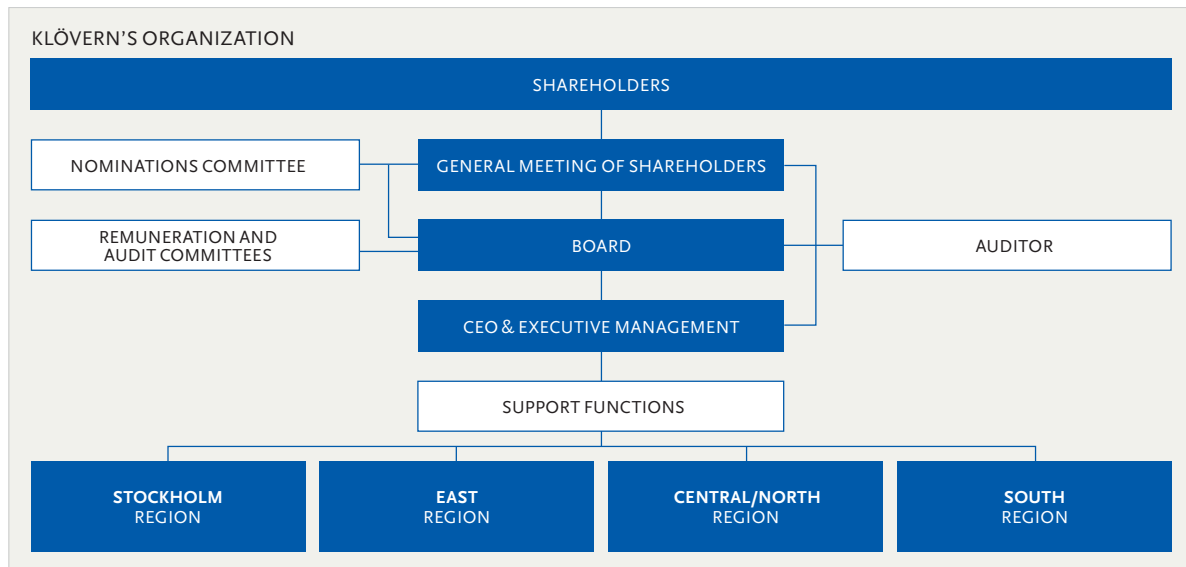 KLÖVERN'S ORGANIZATION
SHAREHOLDERS
NOMINATIONS COMMITTEE
GENERAL MEETING OF SHAREHOLDERS
REMUNERATION AND
AUDIT COMMITTEES
BOARD
AUDITOR
CEO & EXECUTIVE MANAGEMENT
SUPPORT FUNCTIONS
STOCKHOLM
REGION
EAST
REGION
CENTRAL/NORTH
REGION
SOUTH
REGION